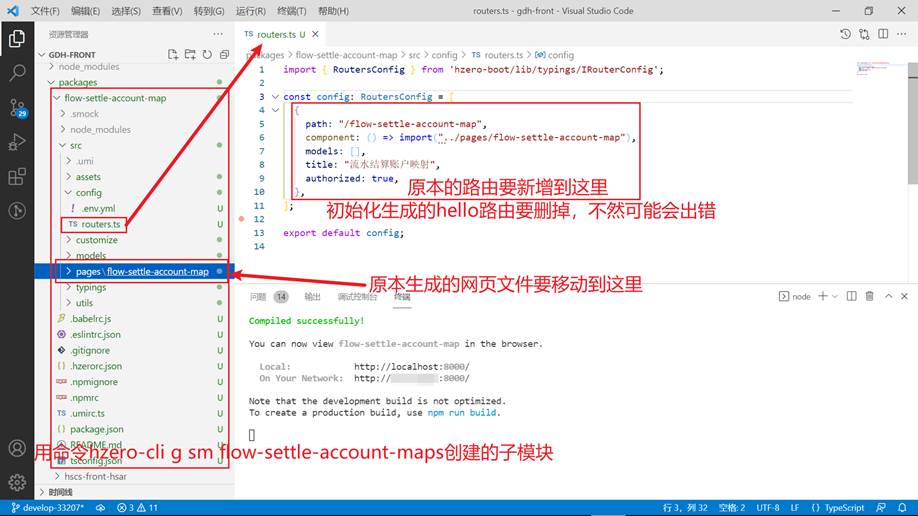 文件(F) 编辑(E) 选择(S) 查看(V) 转到(G) 运行(R) 终端(T) 帮助(H) routers.ts - gdh-front - Visual Studio Code
资源管理器
GDH-FRONT
node_modules
packages
flow-settle-account-map
.smock
node_modules
src
.umi
assets
config
.env.yml U
TS routers.ts U
customize
models
pages \ flow-settle-account-map
typings
utils
.babelrc.js U
.eslintrc.json U
.gitignore U
.hzerorc.json U
.npmignore U
.npmrc U
TS .umirc.ts U
package.json U
README.md U
tsconfig.json U
hscs-front-hsar
时间线
29
TS routers.ts U
packages > flow-settle-account-map > src > config > TS routers.ts > config
1 import { RoutersConfig } from 'hzero-boot/lib/typings/IRouterConfig';
2
3 const config: RoutersConfig = [
4 {
5 path: "/flow-settle-account-map",
6 component: () => import("../pages/flow-settle-account-map"),
7 models: [],
8 title: "流水结算账户映射",
9 authorized: true,
10 },
11 ];
12
13 export default config;
14
原本的路由要新增到这里
初始化生成的hello路由要删掉，不然可能会出错
原本生成的网页文件要移动到这里
问题 14 输出 调试控制台 终端 node
Compiled successfully!
You can now view flow-settle-account-map in the browser.
Local: http://localhost:8000/
On Your Network: http:// :8000/
Note that the development build is not optimized.
To create a production build, use npm run build.
用命令hzero-cli g sm flow-settle-account-maps创建的子模块
develop-33207* 3 11 行 3，列 32 空格: 2 UTF-8 LF {} TypeScript